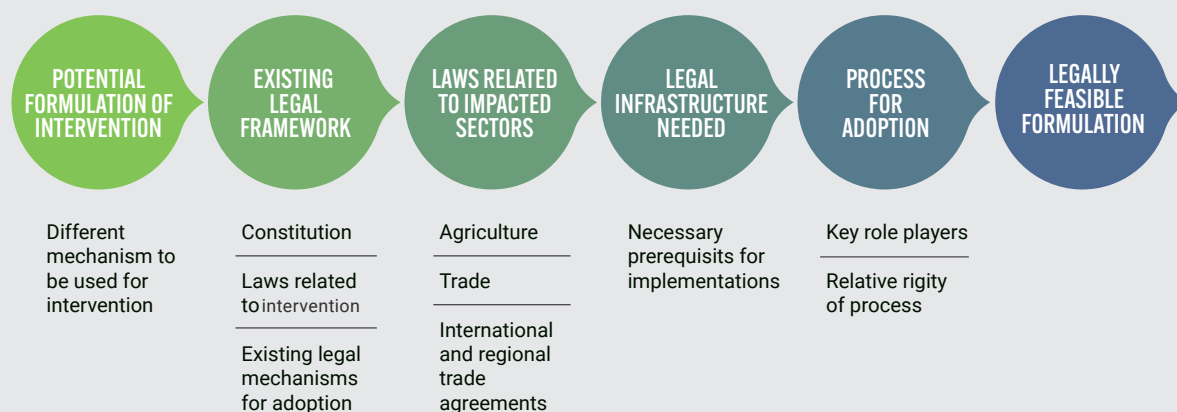 POTENTIAL
FORMULATION OF
INTERVENTION
EXISTING
LEGAL
FRAMEWORK
LAWS RELATED
TO IMPACTED
SECTORS
LEGAL
INFRASTRUCTURE
NEEDED
PROCESS
FOR
ADOPTION
LEGALLY
FEASIBLE
FORMULATION
Different
mechanism to
be used for
intervention
Constitution
Laws related
to intervention
Existing legal
mechanisms
for adoption
Agriculture
Trade
International
and regional
trade
agreements
Necessary
prerequisits for
implementations
Key role players
Relative rigity
of process